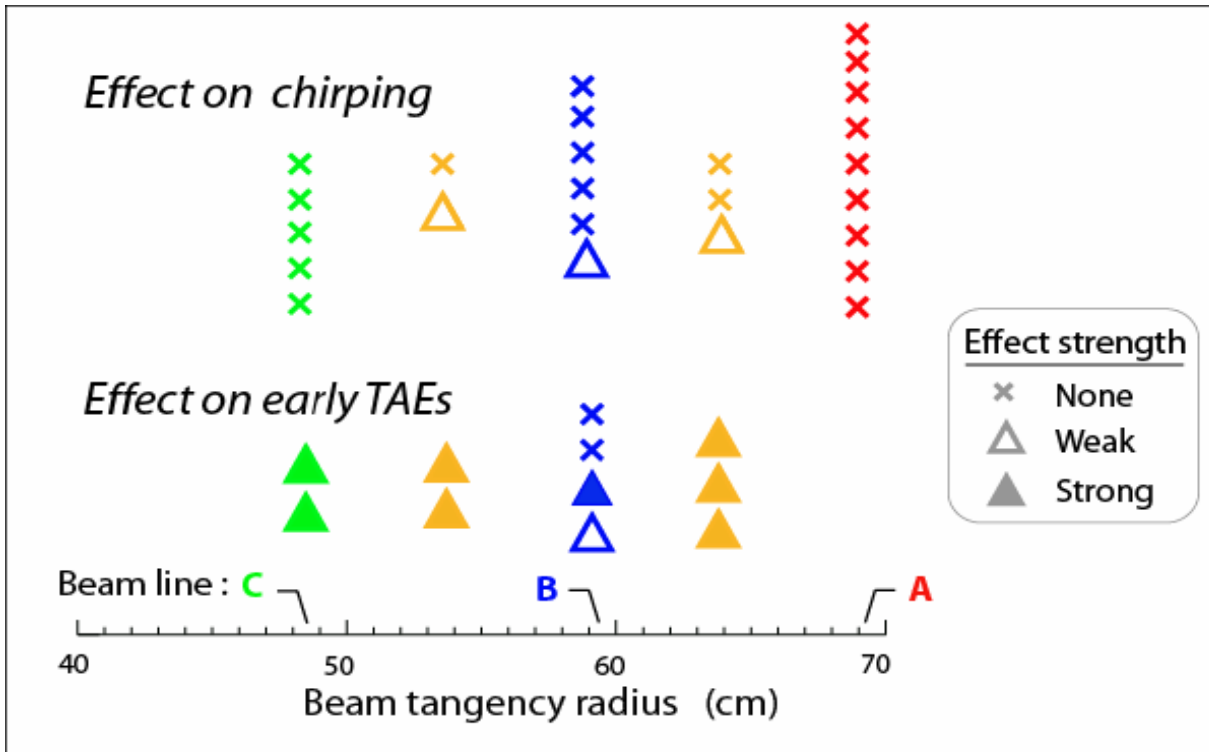 Effect on chirping
Effect on early TAEs
Effect strength
None
Weak
Strong
Beam line : C B A
40 50 60 70
Beam tangency radius (cm)